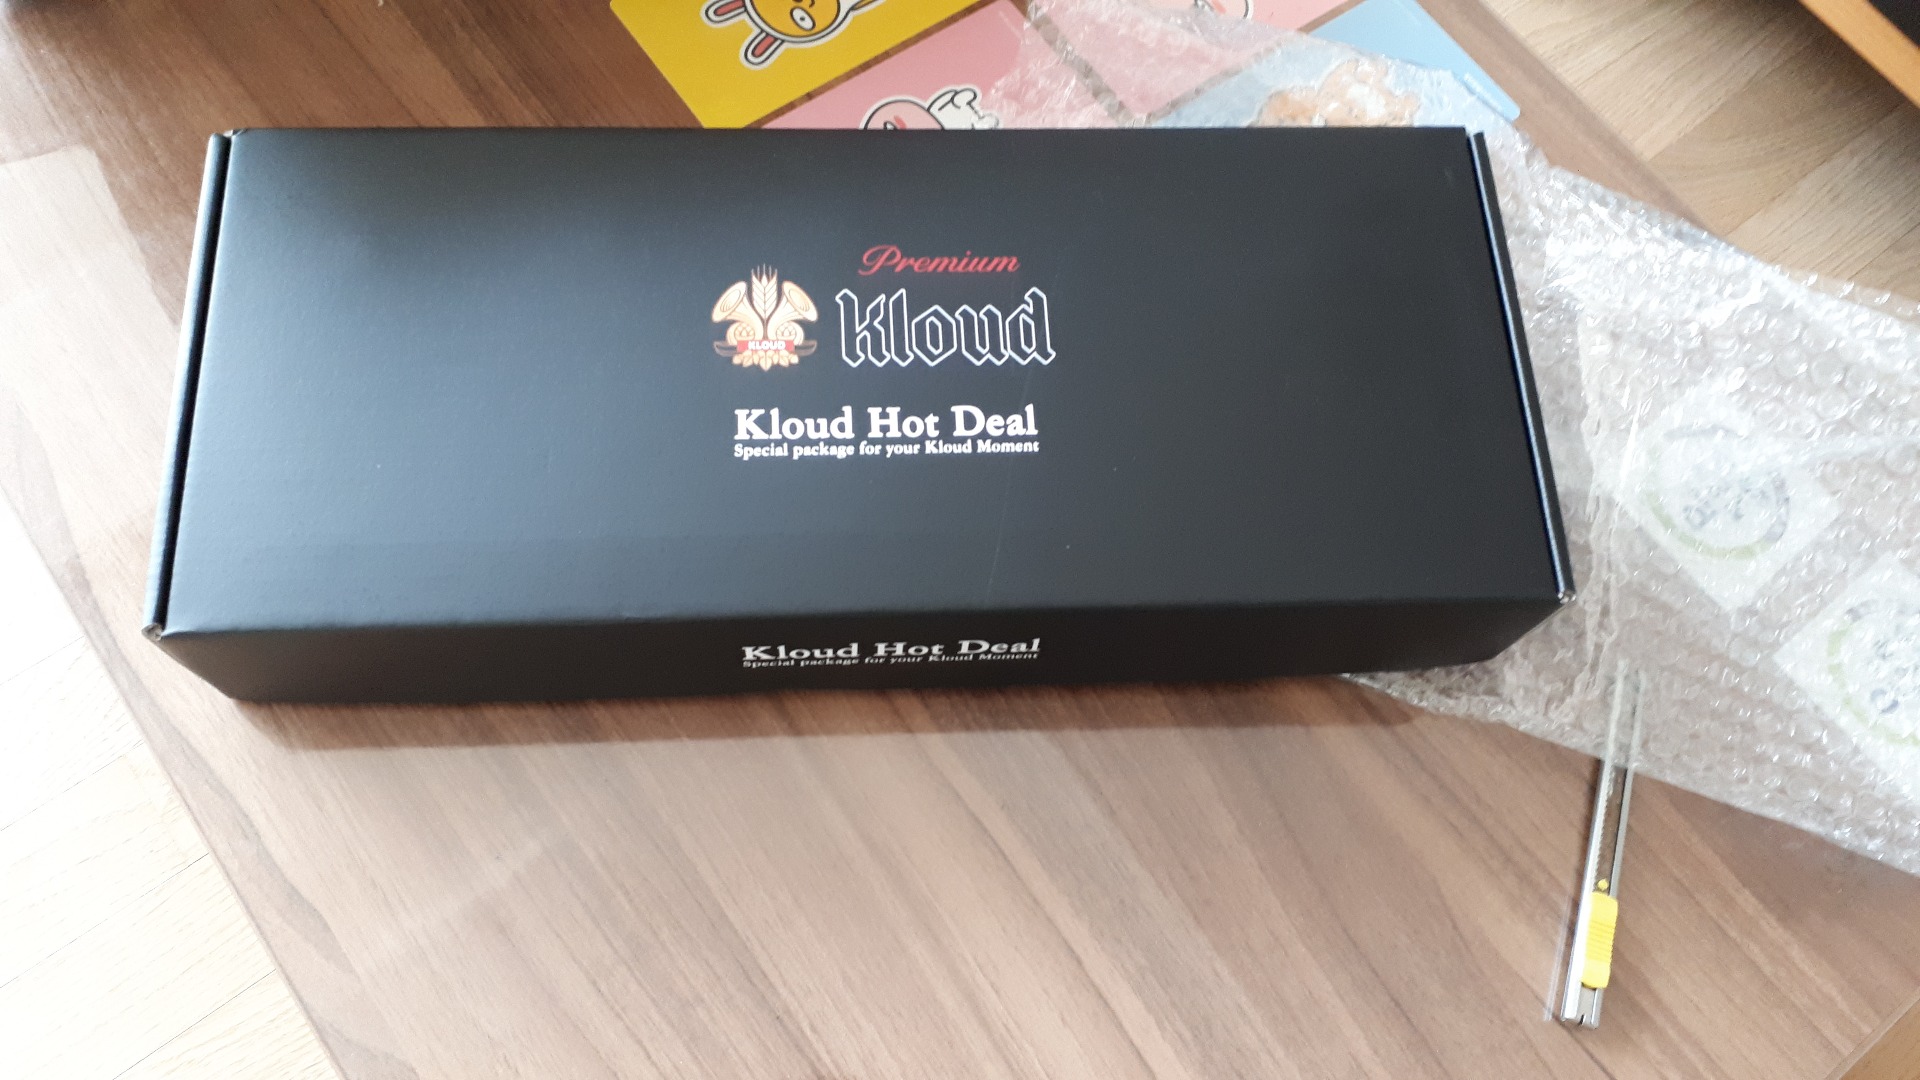 Premium
Kloud
KLOUD
Kloud Hot Deal
Special package for your Kloud Moment
Kloud Hot Deal
Special package for your Kloud Moment